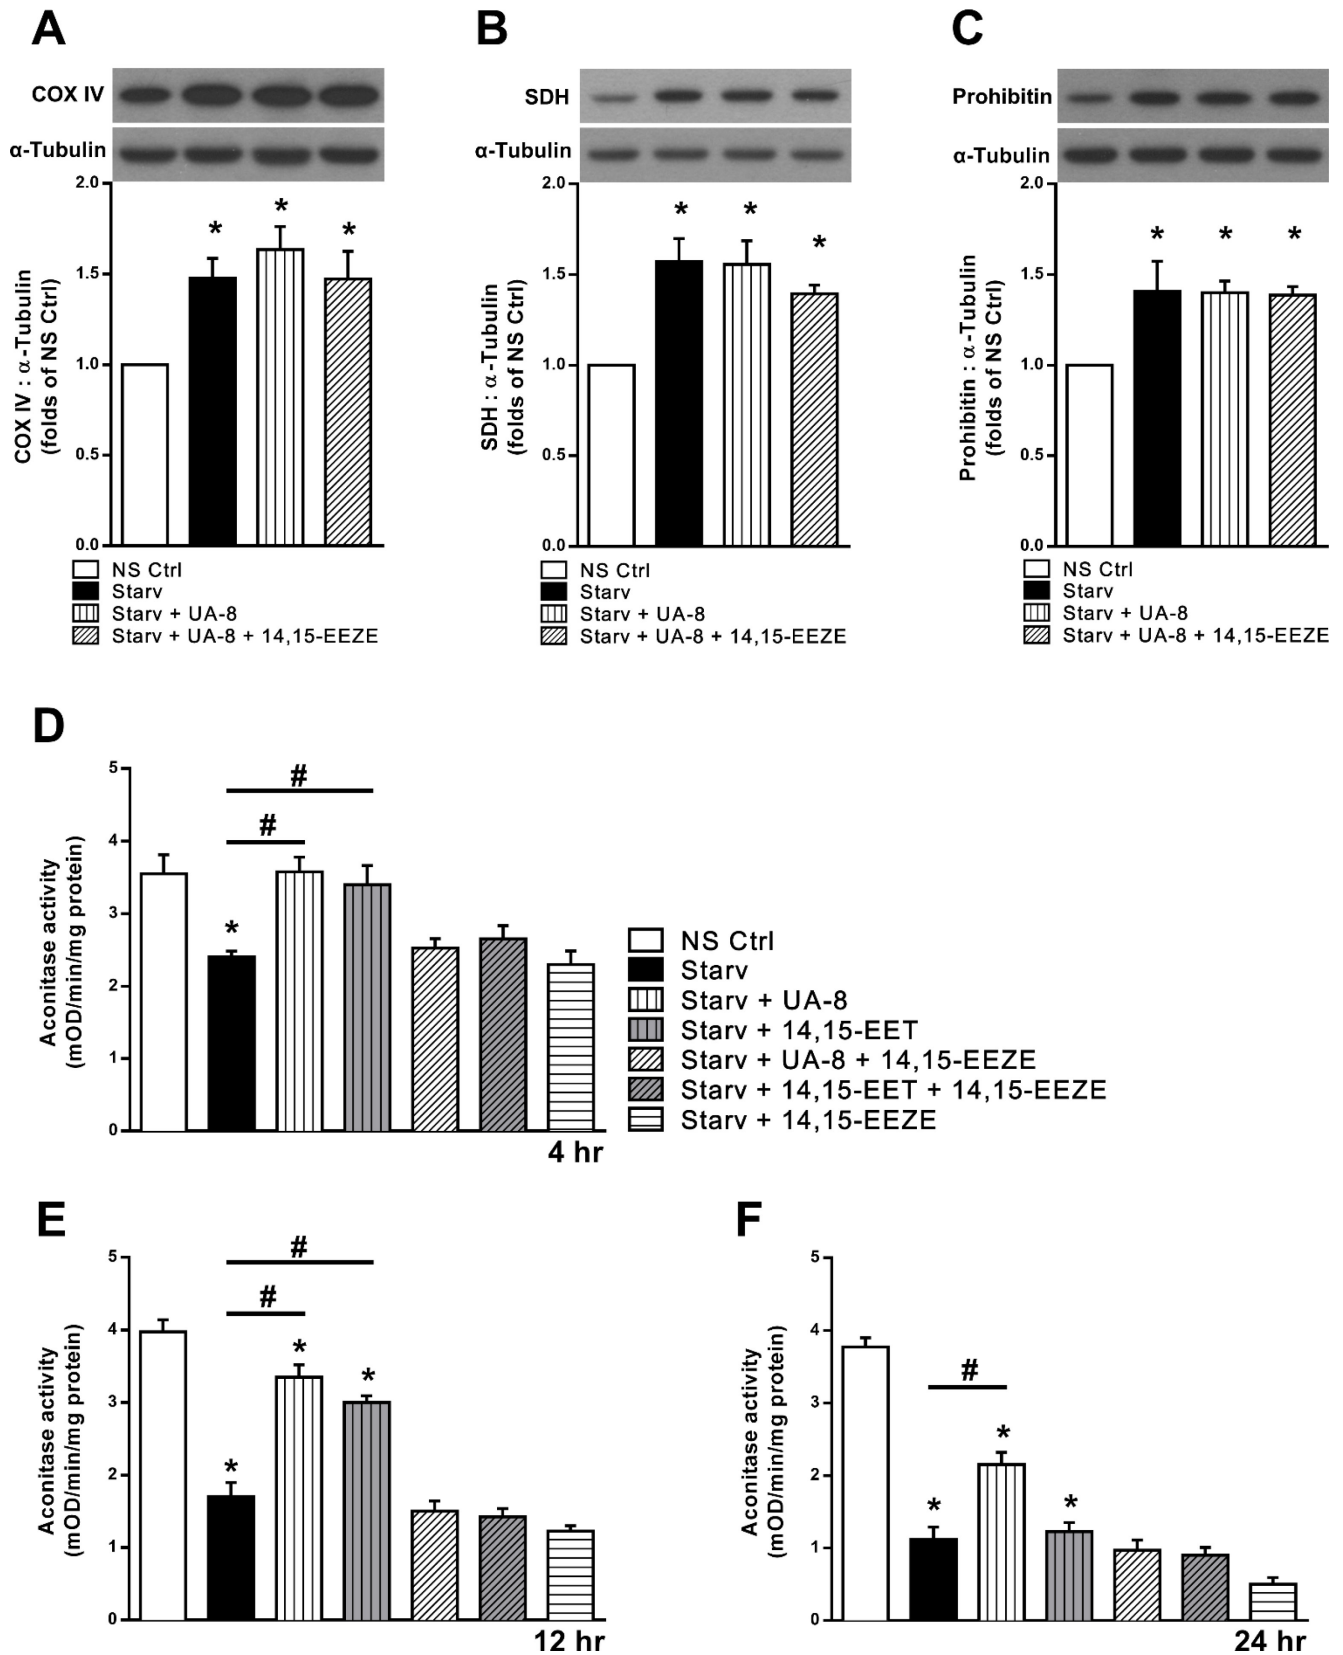 A
COX IV
α-Tubulin
2.0
1.5
1.0
0.5
0.0
COX IV : α-Tubulin
(folds of NS Ctrl)
*
*
*
NS Ctrl
Starv
Starv + UA-8
Starv + UA-8 + 14,15-EEZE
B
SDH
α-Tubulin
2.0
1.5
1.0
0.5
0.0
SDH : α-Tubulin
(folds of NS Ctrl)
*
*
*
NS Ctrl
Starv
Starv + UA-8
Starv + UA-8 + 14,15-EEZE
C
Prohibitin
α-Tubulin
2.0
1.5
1.0
0.5
0.0
Prohibitin : α-Tubulin
(folds of NS Ctrl)
*
*
*
NS Ctrl
Starv
Starv + UA-8
Starv + UA-8 + 14,15-EEZE
D
5
4
3
2
1
0
Aconitase activity
(mOD/min/mg protein)
#
#
*
4 hr
NS Ctrl
Starv
Starv + UA-8
Starv + 14,15-EET
Starv + UA-8 + 14,15-EEZE
Starv + 14,15-EET + 14,15-EEZE
Starv + 14,15-EEZE
E
5
4
3
2
1
0
Aconitase activity
(mOD/min/mg protein)
#
#
*
*
*
12 hr
F
5
4
3
2
1
0
Aconitase activity
(mOD/min/mg protein)
#
*
*
*
24 hr